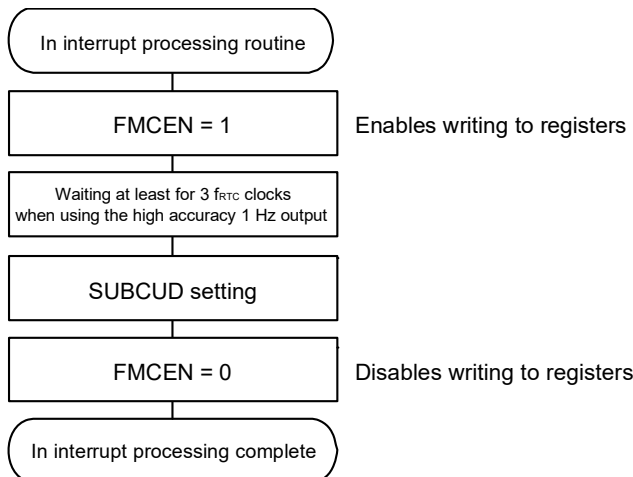 In interrupt processing routine
FMCEN = 1
Enables writing to registers
Waiting at least for 3 fRTC clocks
when using the high accuracy 1 Hz output
SUBCUD setting
FMCEN = 0
Disables writing to registers
In interrupt processing complete